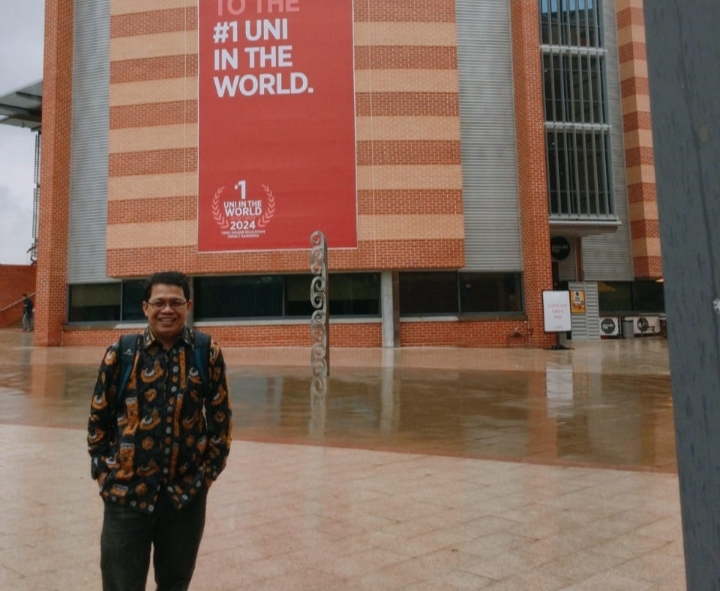 TO THE
#1 UNI
IN THE
WORLD.
1
UNI IN THE
WORLD
2024